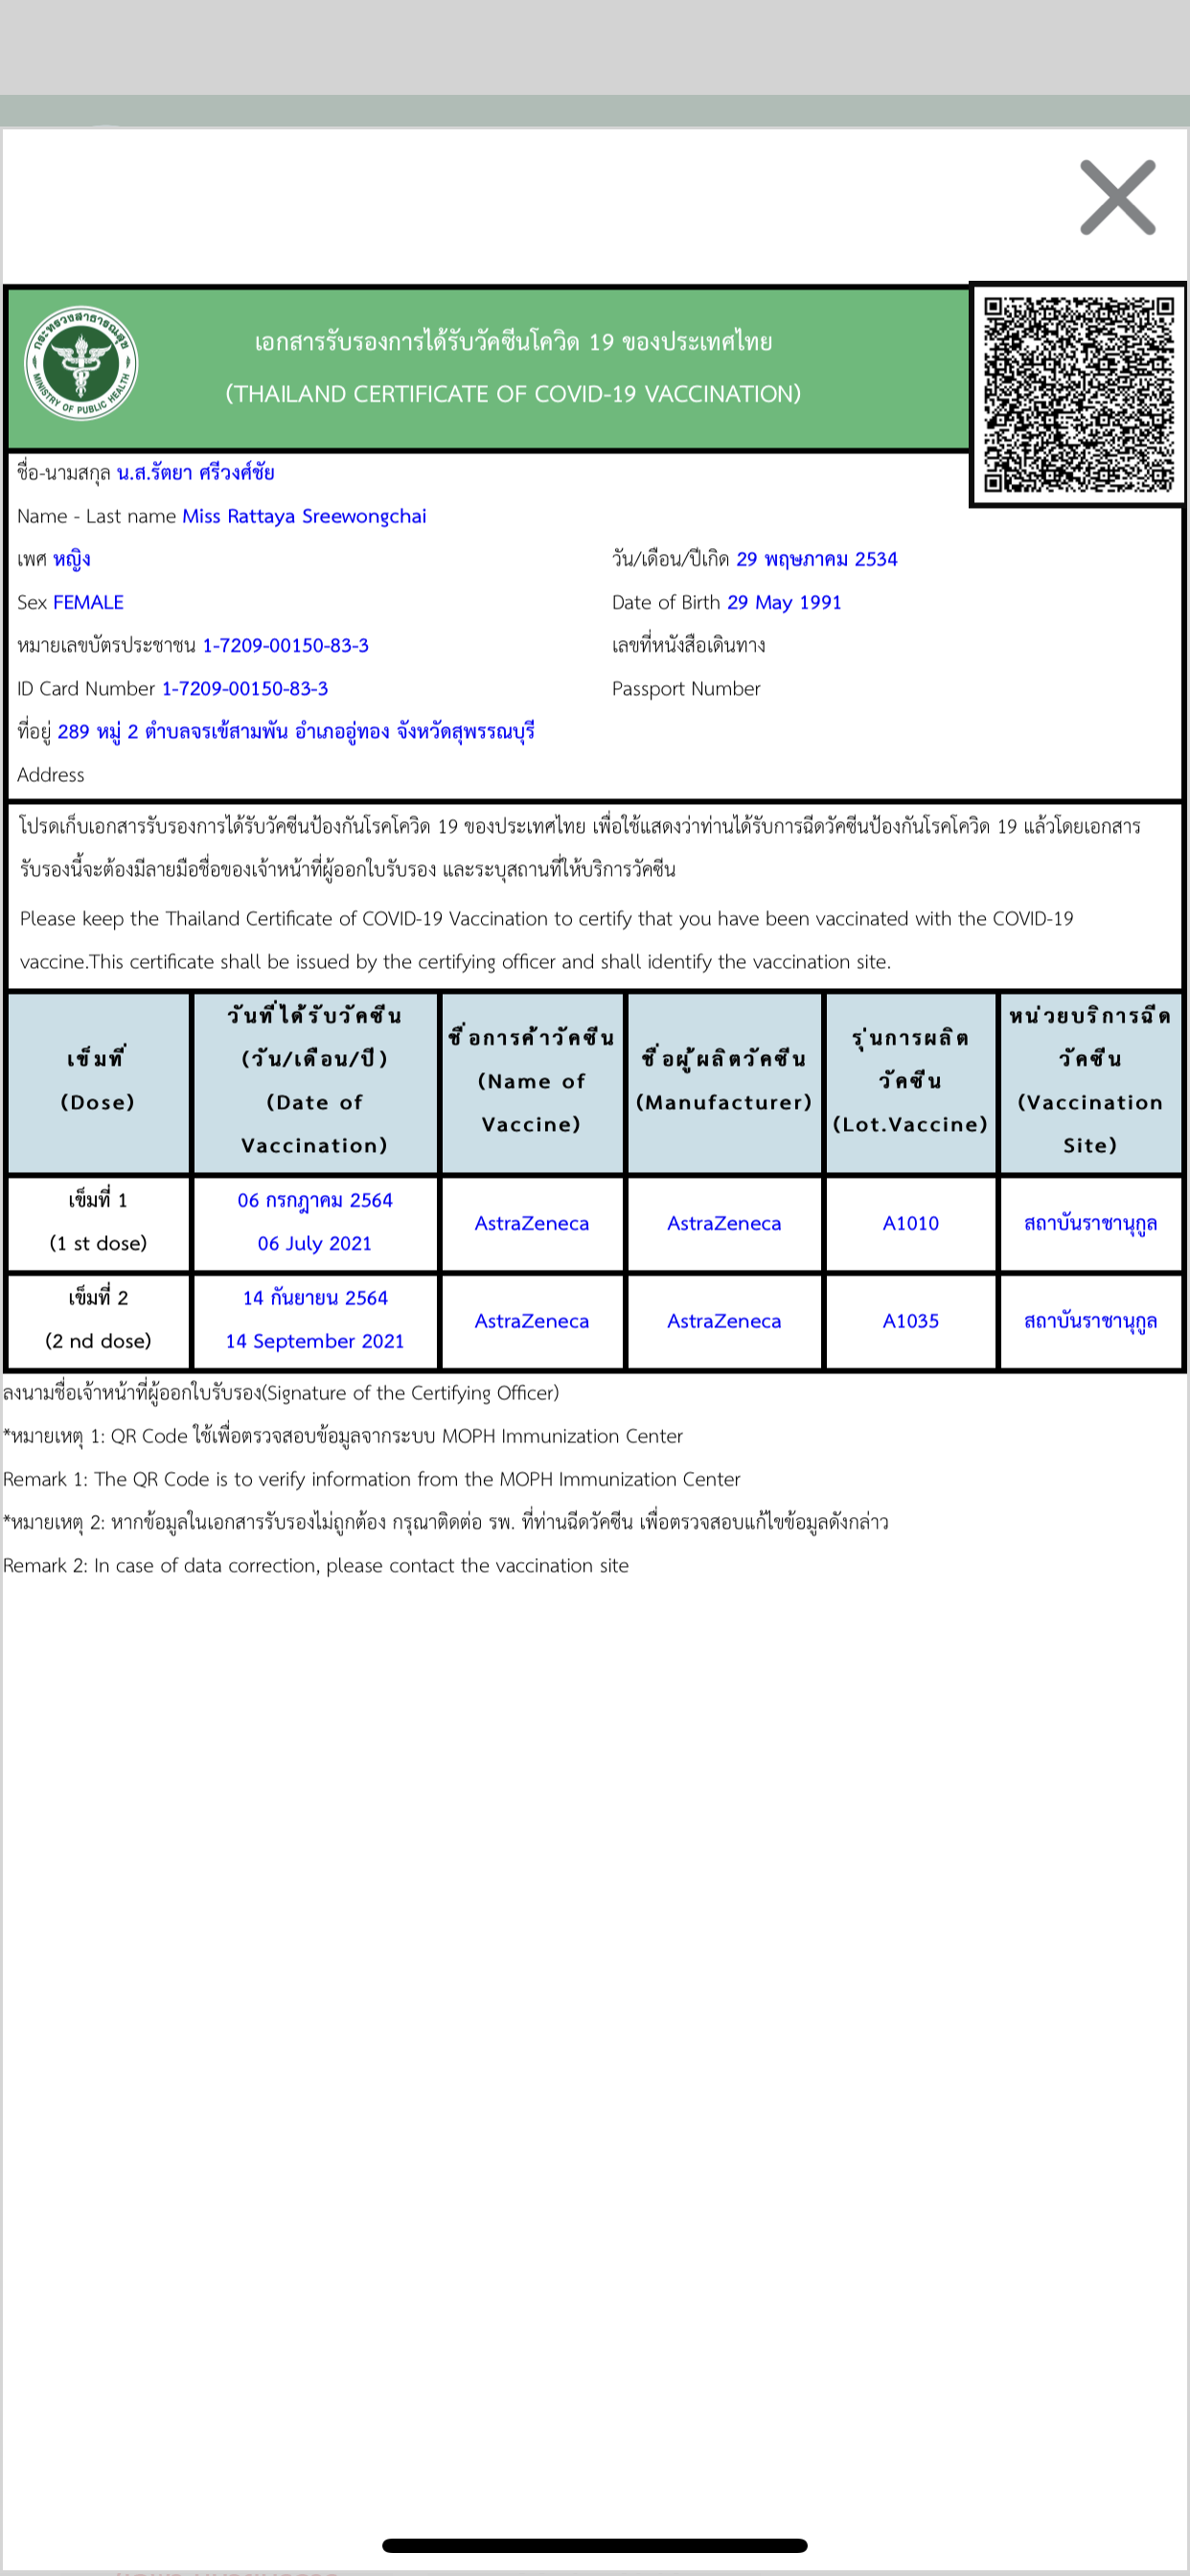 กระทรวงสาธารณสุข
MINISTRY OF PUBLIC HEALTH
เอกสารรับรองการได้รับวัคซีนโควิด 19 ของประเทศไทย
(THAILAND CERTIFICATE OF COVID-19 VACCINATION)
ชื่อ-นามสกุล น.ส.รัตยา ศรีวงศ์ชัย
Name - Last name Miss Rattaya Sreewongchai
เพศ หญิง วัน/เดือน/ปีเกิด 29 พฤษภาคม 2534
Sex FEMALE Date of Birth 29 May 1991
หมายเลขบัตรประชาชน 1-7209-00150-83-3 เลขที่หนังสือเดินทาง
ID Card Number 1-7209-00150-83-3 Passport Number
ที่อยู่ 289 หมู่ 2 ตำบลจรเข้สามพัน อำเภออู่ทอง จังหวัดสุพรรณบุรี
Address
โปรดเก็บเอกสารรับรองการได้รับวัคซีนป้องกันโรคโควิด 19 ของประเทศไทย เพื่อใช้แสดงว่าท่านได้รับการฉีดวัคซีนป้องกันโรคโควิด 19 แล้วโดยเอกสาร
รับรองนี้จะต้องมีลายมือชื่อของเจ้าหน้าที่ผู้ออกใบรับรอง และระบุสถานที่ให้บริการวัคซีน
Please keep the Thailand Certificate of COVID-19 Vaccination to certify that you have been vaccinated with the COVID-19
vaccine.This certificate shall be issued by the certifying officer and shall identify the vaccination site.
เข็มที่
(Dose)
วันที่ได้รับวัคซีน
(วัน/เดือน/ปี)
(Date of
Vaccination)
ชื่อการค้าวัคซีน
(Name of
Vaccine)
ชื่อผู้ผลิตวัคซีน
(Manufacturer)
รุ่นการผลิต
วัคซีน
(Lot.Vaccine)
หน่วยบริการฉีด
วัคซีน
(Vaccination
Site)
เข็มที่ 1
(1 st dose)
06 กรกฎาคม 2564
06 July 2021
AstraZeneca
AstraZeneca
A1010
สถาบันราชานุกูล
เข็มที่ 2
(2 nd dose)
14 กันยายน 2564
14 September 2021
AstraZeneca
AstraZeneca
A1035
สถาบันราชานุกูล
ลงนามชื่อเจ้าหน้าที่ผู้ออกใบรับรอง(Signature of the Certifying Officer)
*หมายเหตุ 1: QR Code ใช้เพื่อตรวจสอบข้อมูลจากระบบ MOPH Immunization Center
Remark 1: The QR Code is to verify information from the MOPH Immunization Center
*หมายเหตุ 2: หากข้อมูลในเอกสารรับรองไม่ถูกต้อง กรุณาติดต่อ รพ. ที่ท่านฉีดวัคซีน เพื่อตรวจสอบแก้ไขข้อมูลดังกล่าว
Remark 2: In case of data correction, please contact the vaccination site